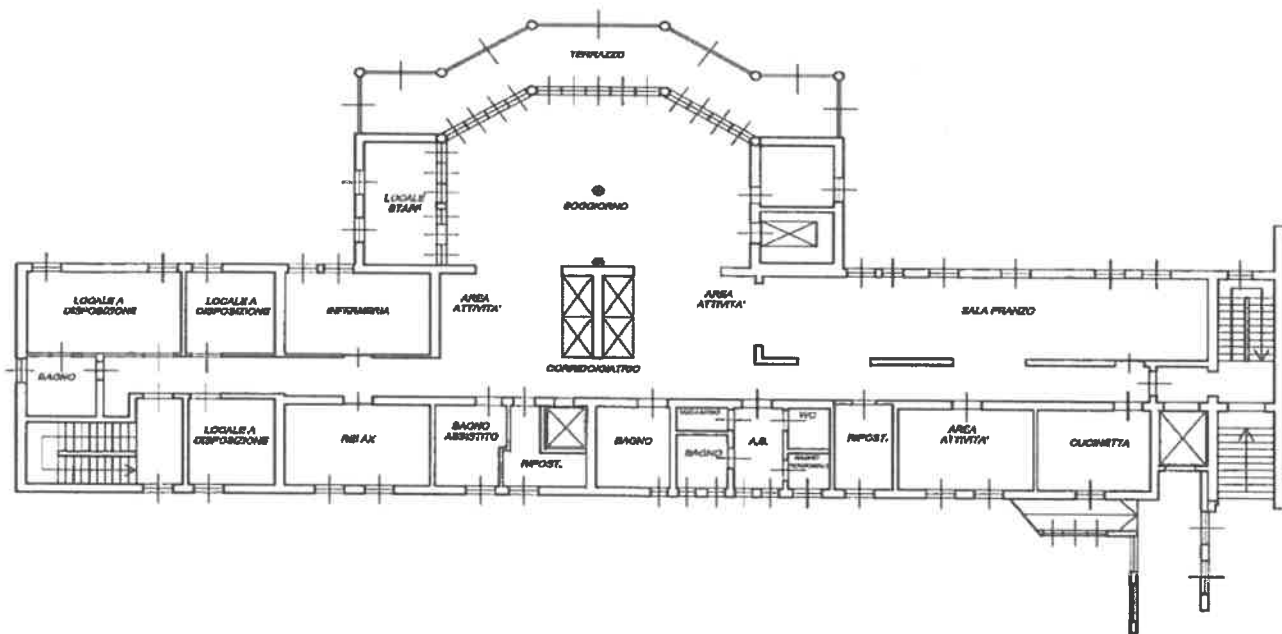 TERRAZZO
LOCALE
STAFF
SOGGIORNO
LOCALE A
DISPOSIZIONE
LOCALE A
DISPOSIZIONE
INFERMERIA
AREA
ATTIVITA'
AREA
ATTIVITA'
SALA PRANZO
CORRIDOIO/ATRIO
BAGNO
LOCALE A
DISPOSIZIONE
RELAX
BAGNO
ASSISTITO
RIPOST.
BAGNO
BAGNO
A.B.
WC
RIPOST.
AREA
ATTIVITA'
CUCINETTA